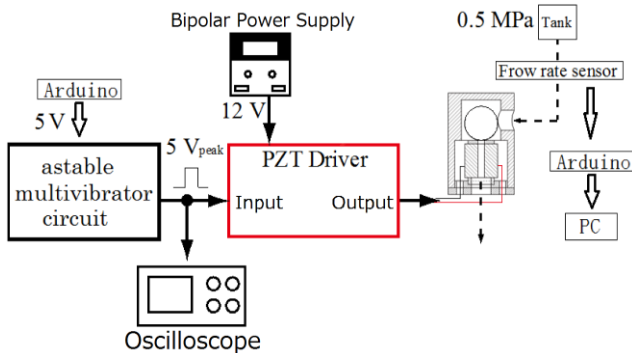 Bipolar Power Supply
0.5 MPa
Tank
Frow rate sensor
Arduino
5 V
12 V
5 Vpeak
PZT Driver
astable
multivibrator
circuit
Input
Output
Arduino
PC
Oscilloscope